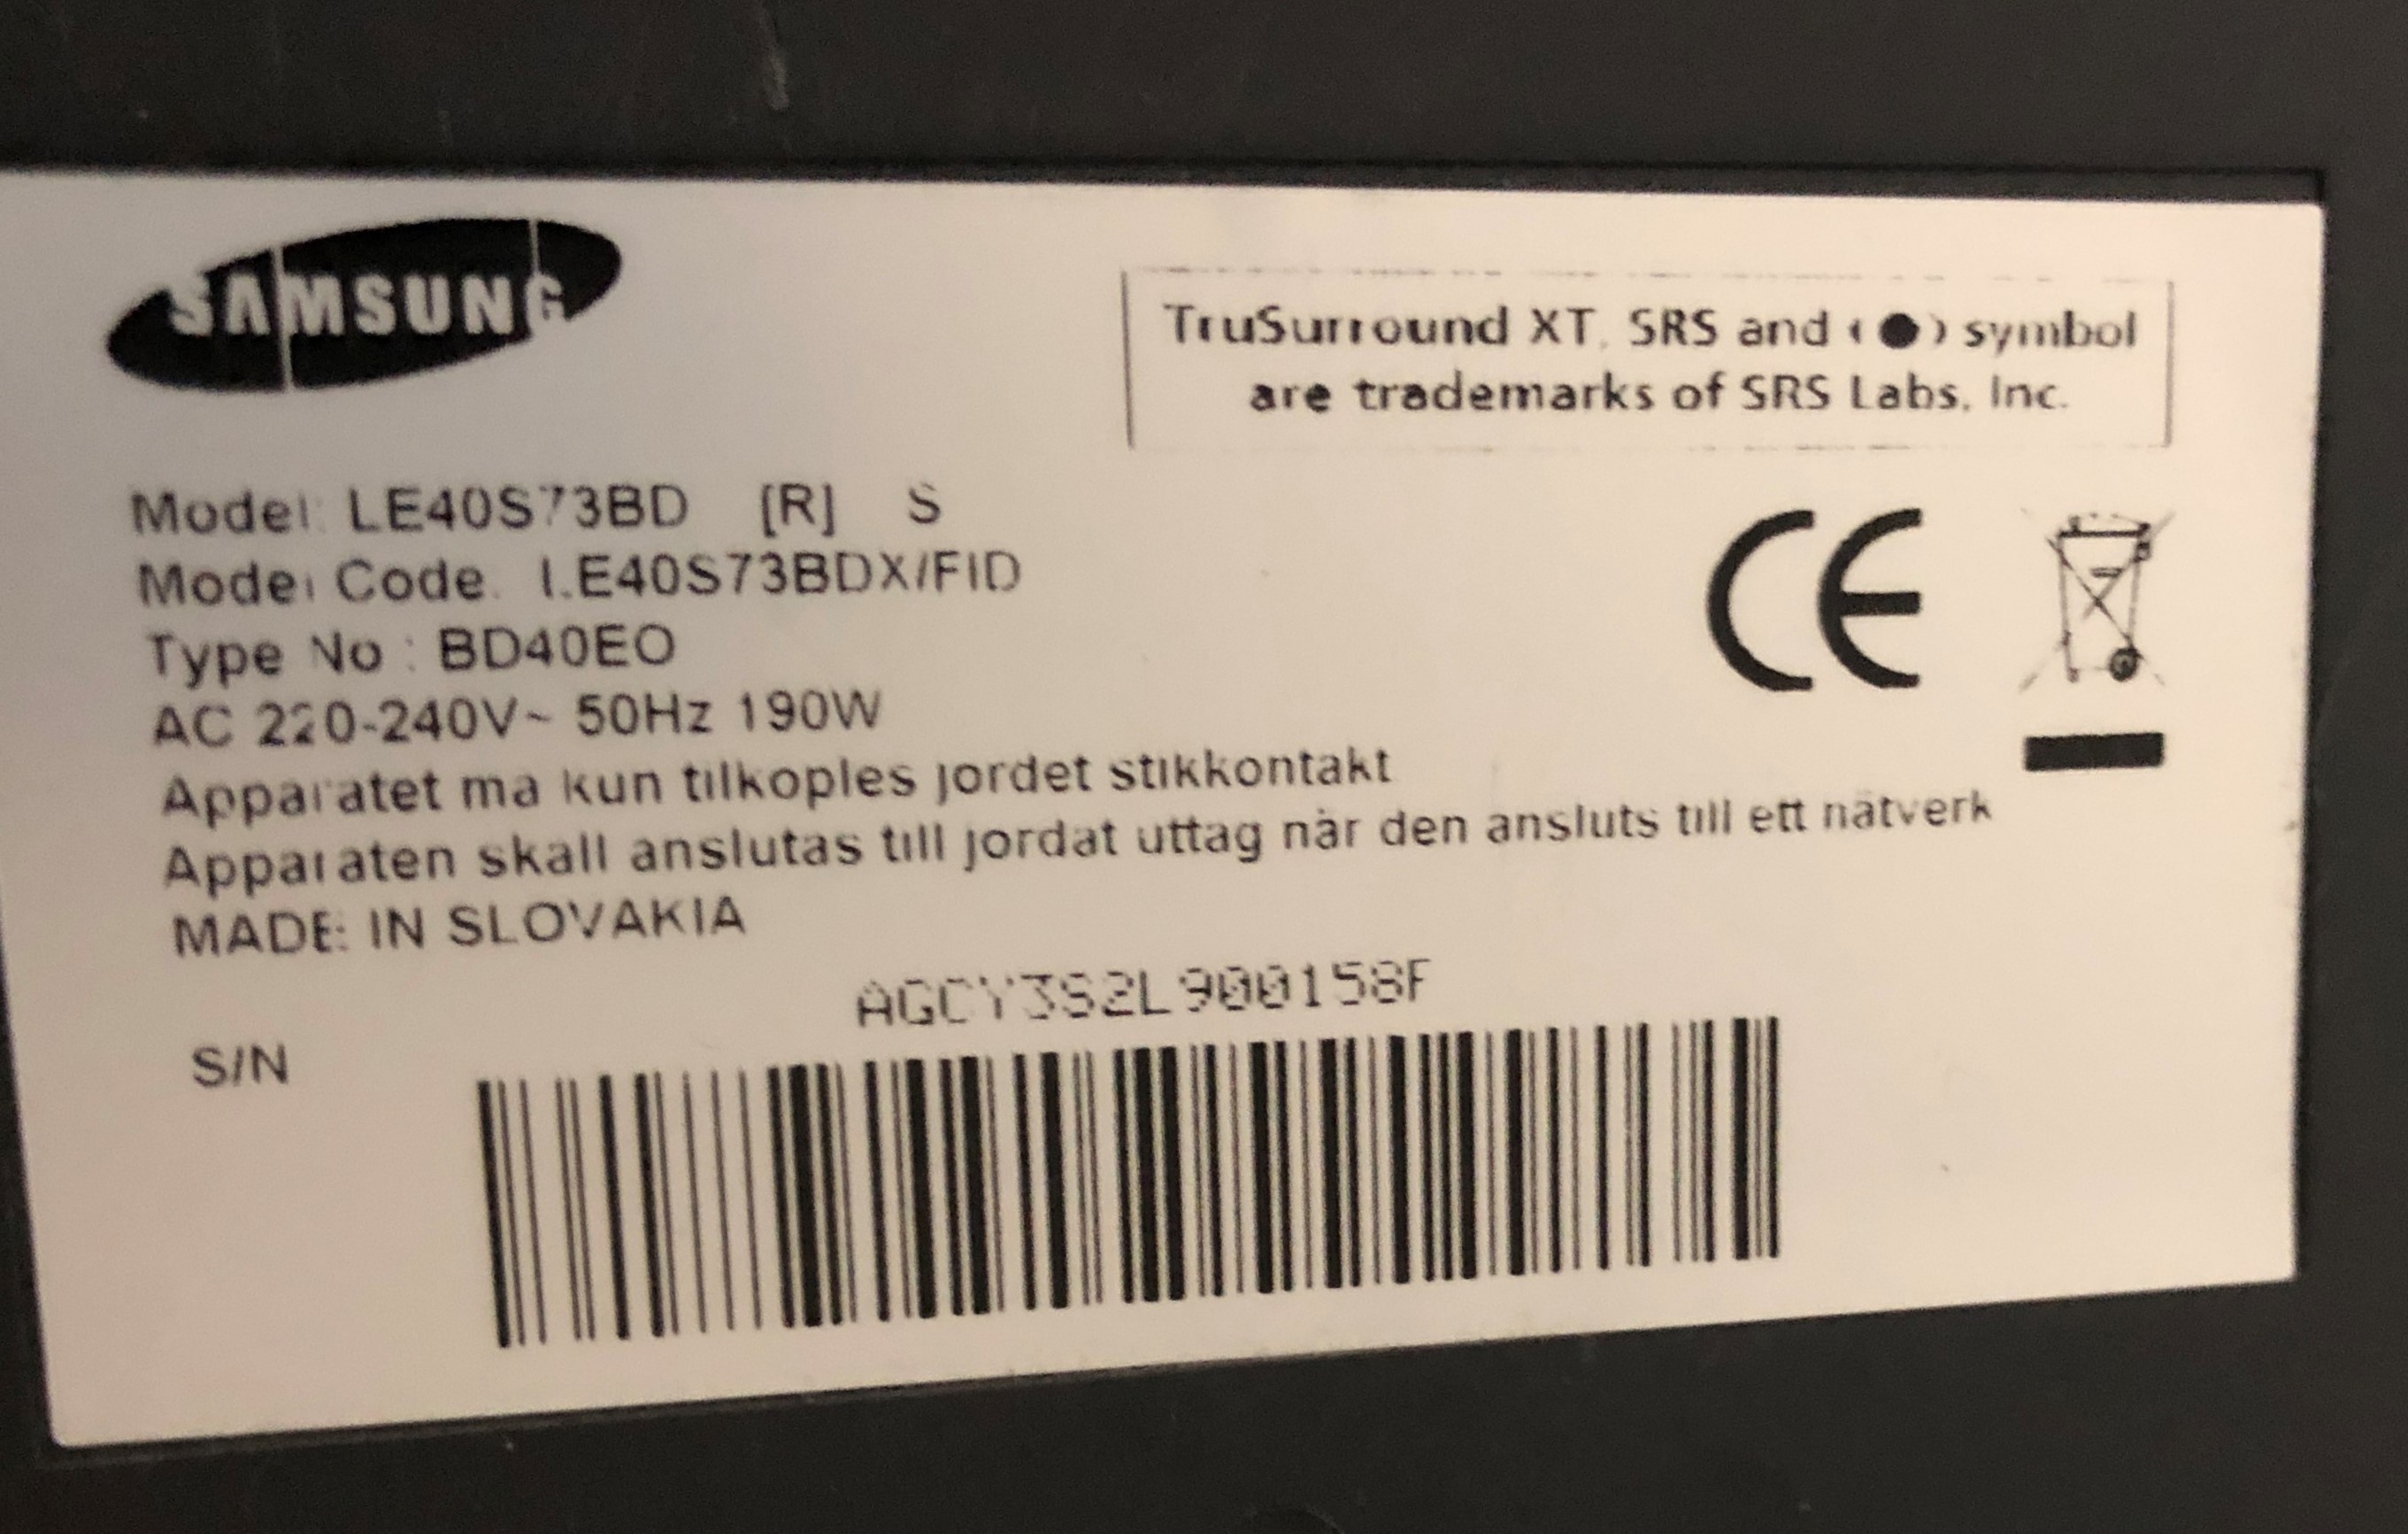 SAMSUNG
TruSurround XT, SRS and (●) symbol
are trademarks of SRS Labs, Inc.
Model: LE40S73BD [R] S
Model Code. LE40S73BDX/FID
Type No : BD40EO
AC 220-240V~ 50Hz 190W
Apparatet ma kun tilkoples jordet stikkontakt
Apparaten skall anslutas till jordat uttag när den ansluts till ett nätverk
MADE IN SLOVAKIA
AGCY3S2L900158F
S/N
CE